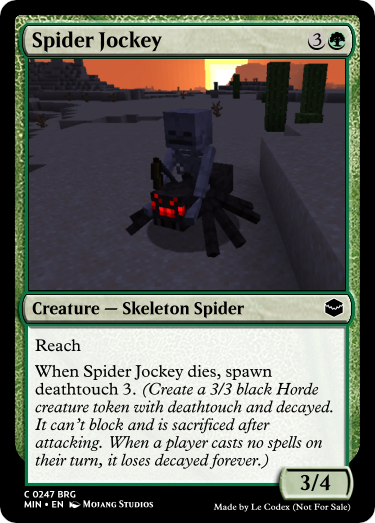 Spider Jockey 3
Creature — Skeleton Spider
Reach
When Spider Jockey dies, spawn
deathtouch 3. (Create a 3/3 black Horde
creature token with deathtouch and decayed.
It can't block and is sacrificed after
attacking. When a player casts no spells on
their turn, it loses decayed forever.)
3/4
C 0247 BRG
MIN • EN Mojang Studios
Made by Le Codex (Not For Sale)